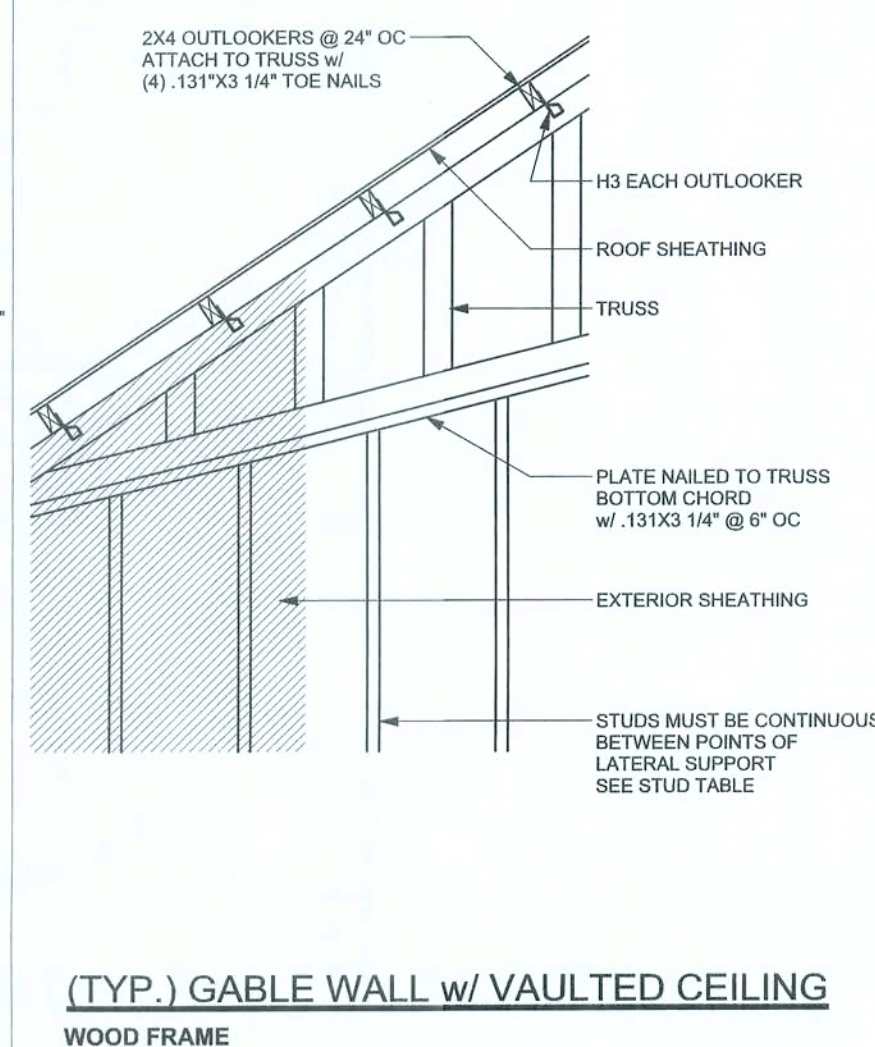 2X4 OUTLOOKERS @ 24" OC
ATTACH TO TRUSS w/
(4) .131"X3 1/4" TOE NAILS
H3 EACH OUTLOOKER
ROOF SHEATHING
TRUSS
"
PLATE NAILED TO TRUSS
BOTTOM CHORD
w/ .131X3 1/4" @ 6" OC
EXTERIOR SHEATHING
STUDS MUST BE CONTINUOUS
BETWEEN POINTS OF
LATERAL SUPPORT
SEE STUD TABLE
(TYP.) GABLE WALL w/ VAULTED CEILING
WOOD FRAME